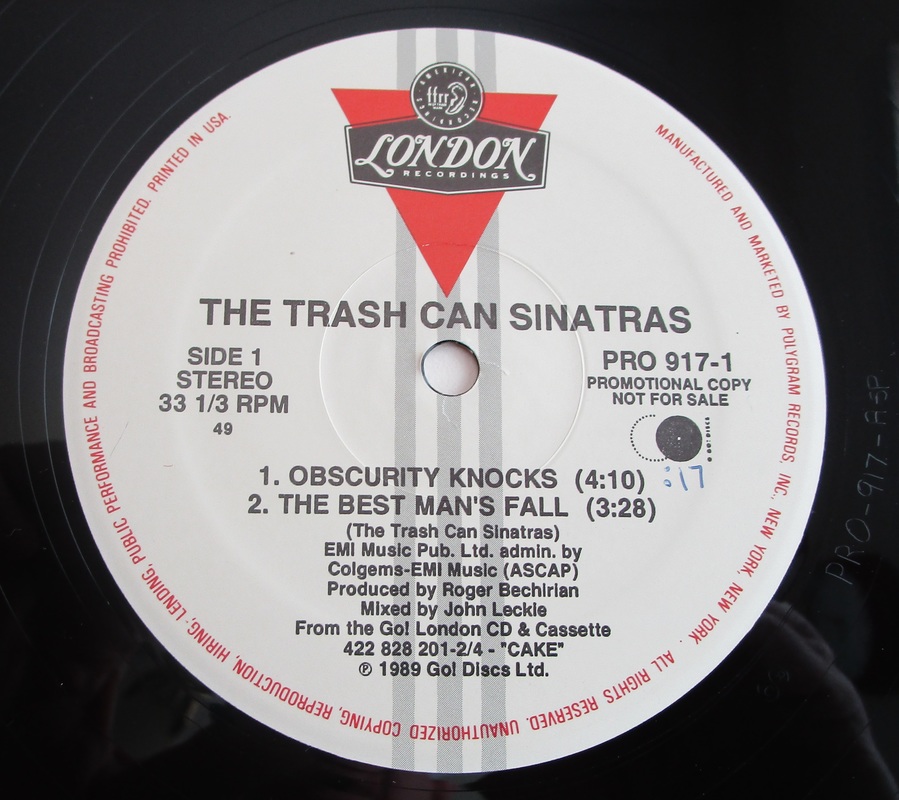 AMERICAN RECORDINGS
ffrr
LONDON
RECORDINGS
THE TRASH CAN SINATRAS
SIDE 1
STEREO
33 1/3 RPM
49
PRO 917-1
PROMOTIONAL COPY
NOT FOR SALE
GO! DISCS
1. OBSCURITY KNOCKS (4:10) :17
2. THE BEST MAN'S FALL (3:28)
(The Trash Can Sinatras)
EMI Music Pub. Ltd. admin. by
Colgems-EMI Music (ASCAP)
Produced by Roger Bechirian
Mixed by John Leckie
From the Go! London CD & Cassette
422 828 201-2/4 - "CAKE"
℗ 1989 Go! Discs Ltd.
MANUFACTURED AND MARKETED BY POLYGRAM RECORDS, INC., NEW YORK, NEW YORK · ALL RIGHTS RESERVED. UNAUTHORIZED COPYING, REPRODUCTION, HIRING, LENDING, PUBLIC PERFORMANCE AND BROADCASTING PROHIBITED. PRINTED IN USA.
PRO-917-ASP